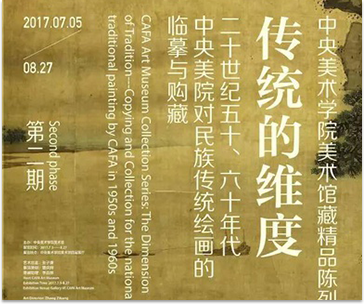 中央美术学院美术馆藏精品陈列
传统的维度
二十世纪五十、六十年代
中央美院对民族传统绘画的
临摹与购藏
CAFA Art Museum Collection Series: The Dimension
of Tradition—Copying and Collection for the national
traditional painting by CAFA in 1950s and 1960s
第二期
Second phase
2017.07.05
08.27